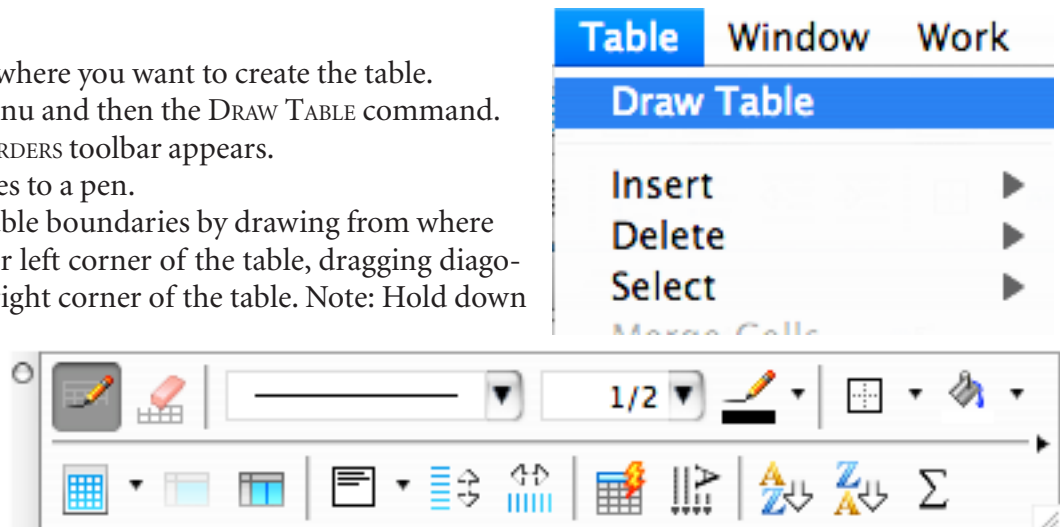 where you want to create the table.
nu and then the DRAW TABLE command.
RDERS toolbar appears.
es to a pen.
ble boundaries by drawing from where
r left corner of the table, dragging diago-
ight corner of the table. Note: Hold down
Table Window Work
Draw Table
Insert
Delete
Select
Merge Cells
1/2
A
A Z
Z A
Σ